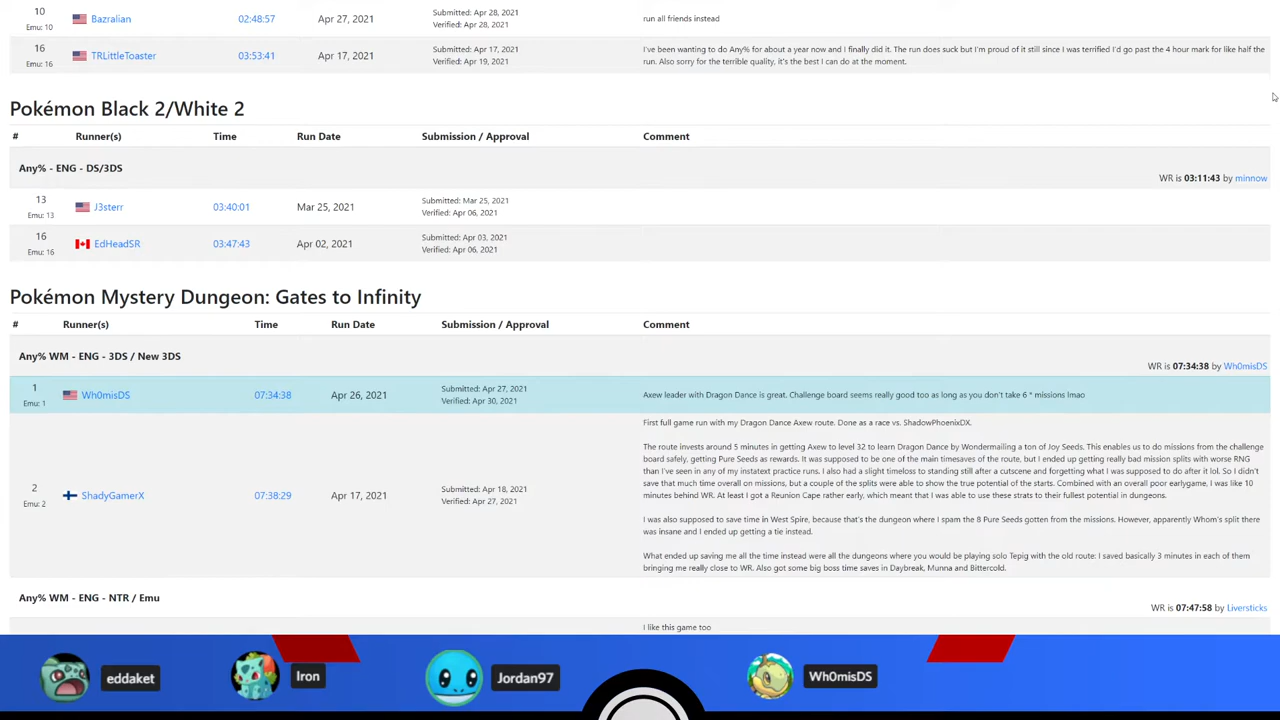 10 Bazralian 02:48:57 Apr 27, 2021 Submitted: Apr 28, 2021 run all friends instead
Emu: 10 Verified: Apr 28, 2021
16 TRLittleToaster 03:53:41 Apr 17, 2021 Submitted: Apr 17, 2021 I've been wanting to do Any% for about a year now and I finally did it. The run does suck but I'm proud of it still since I was terrified I'd go past the 4 hour mark for like half the
Emu: 16 Verified: Apr 19, 2021 run. Also sorry for the terrible quality, it's the best I can do at the moment.
Pokémon Black 2/White 2
# Runner(s) Time Run Date Submission / Approval Comment
Any% - ENG - DS/3DS
WR is 03:11:43 by minnow
13 J3sterr 03:40:01 Mar 25, 2021 Submitted: Mar 25, 2021
Emu: 13 Verified: Apr 06, 2021
16 EdHeadSR 03:47:43 Apr 02, 2021 Submitted: Apr 03, 2021
Emu: 16 Verified: Apr 06, 2021
Pokémon Mystery Dungeon: Gates to Infinity
# Runner(s) Time Run Date Submission / Approval Comment
Any% WM - ENG - 3DS / New 3DS
WR is 07:34:38 by Wh0misDS
1 Wh0misDS 07:34:38 Apr 26, 2021 Submitted: Apr 27, 2021 Axew leader with Dragon Dance is great. Challenge board seems really good too as long as you don't take 6 * missions lmao
Emu: 1 Verified: Apr 30, 2021
First full game run with my Dragon Dance Axew route. Done as a race vs. ShadowPhoenixDX.
The route invests around 5 minutes in getting Axew to level 32 to learn Dragon Dance by Wondermailing a ton of Joy Seeds. This enables us to do missions from the challenge
board safely, getting Pure Seeds as rewards. It was supposed to be one of the main timesaves of the route, but I ended up getting really bad mission splits with worse RNG
than I've seen in any of my instatext practice runs. I also had a slight timeloss to standing still after a cutscene and forgetting what I was supposed to do after it lol. So I didn't
save that much time overall on missions, but a couple of the splits were able to show the true potential of the starts. Combined with an overall poor earlygame, I was like 10
2 ShadyGamerX 07:38:29 Apr 17, 2021 Submitted: Apr 18, 2021 minutes behind WR. At least I got a Reunion Cape rather early, which meant that I was able to use these strats to their fullest potential in dungeons.
Emu: 2 Verified: Apr 27, 2021
I was also supposed to save time in West Spire, because that's the dungeon where I spam the 8 Pure Seeds gotten from the missions. However, apparently Whom's split there
was insane and I ended up getting a tie instead.
What ended up saving me all the time instead were all the dungeons where you would be playing solo Tepig with the old route: I saved basically 3 minutes in each of them
bringing me really close to WR. Also got some big boss time saves in Daybreak, Munna and Bittercold.
Any% WM - ENG - NTR / Emu
WR is 07:47:58 by Liversticks
I like this game too
eddaket Iron Jordan97 Wh0misDS